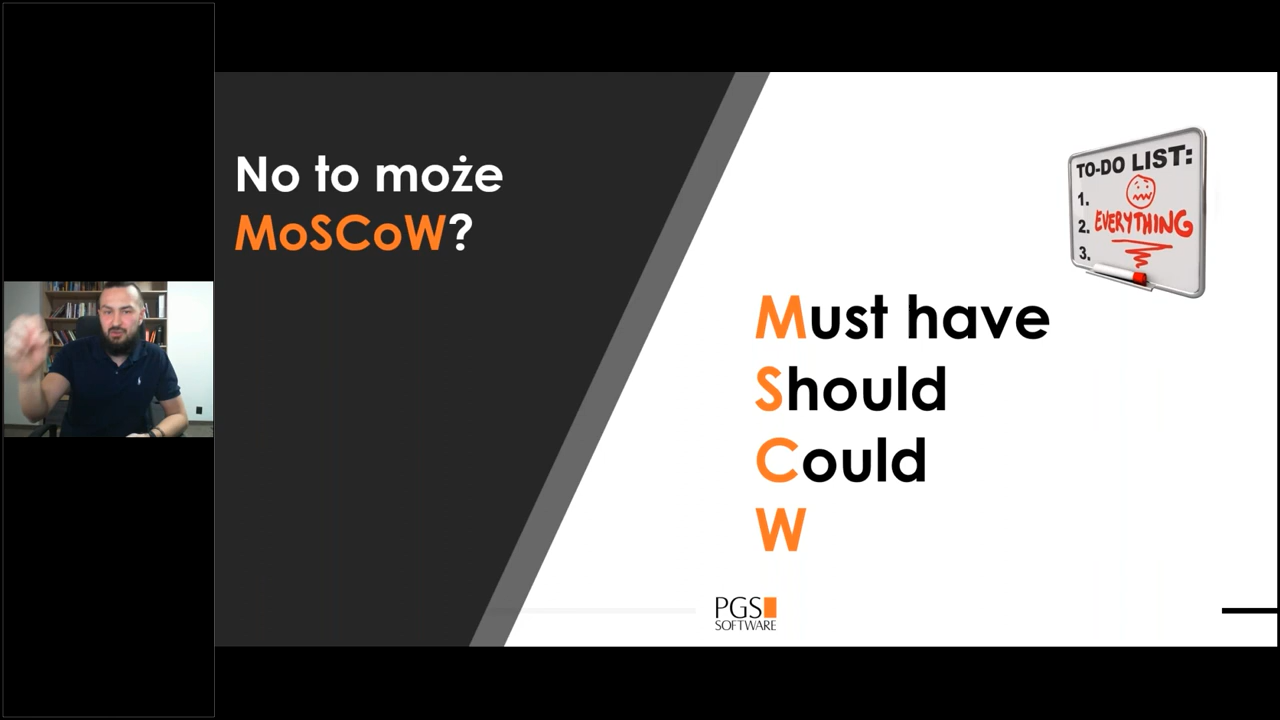 No to może
MoSCoW?
TO-DO LIST:
1.
2. EVERYTHING
3.
Must have
Should
Could
W
PGS
SOFTWARE